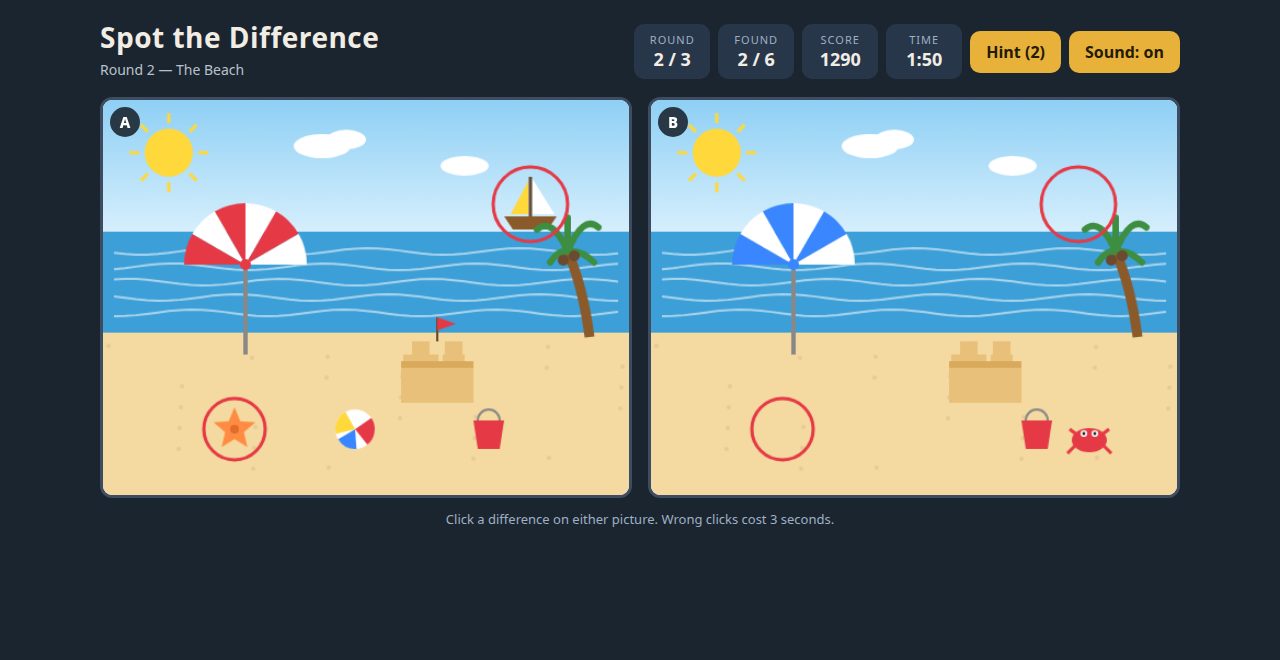 Spot the Difference
Round 2 — The Beach
ROUND
2 / 3
FOUND
2 / 6
SCORE
1290
TIME
1:50
Hint (2)
Sound: on
A
B
Click a difference on either picture. Wrong clicks cost 3 seconds.